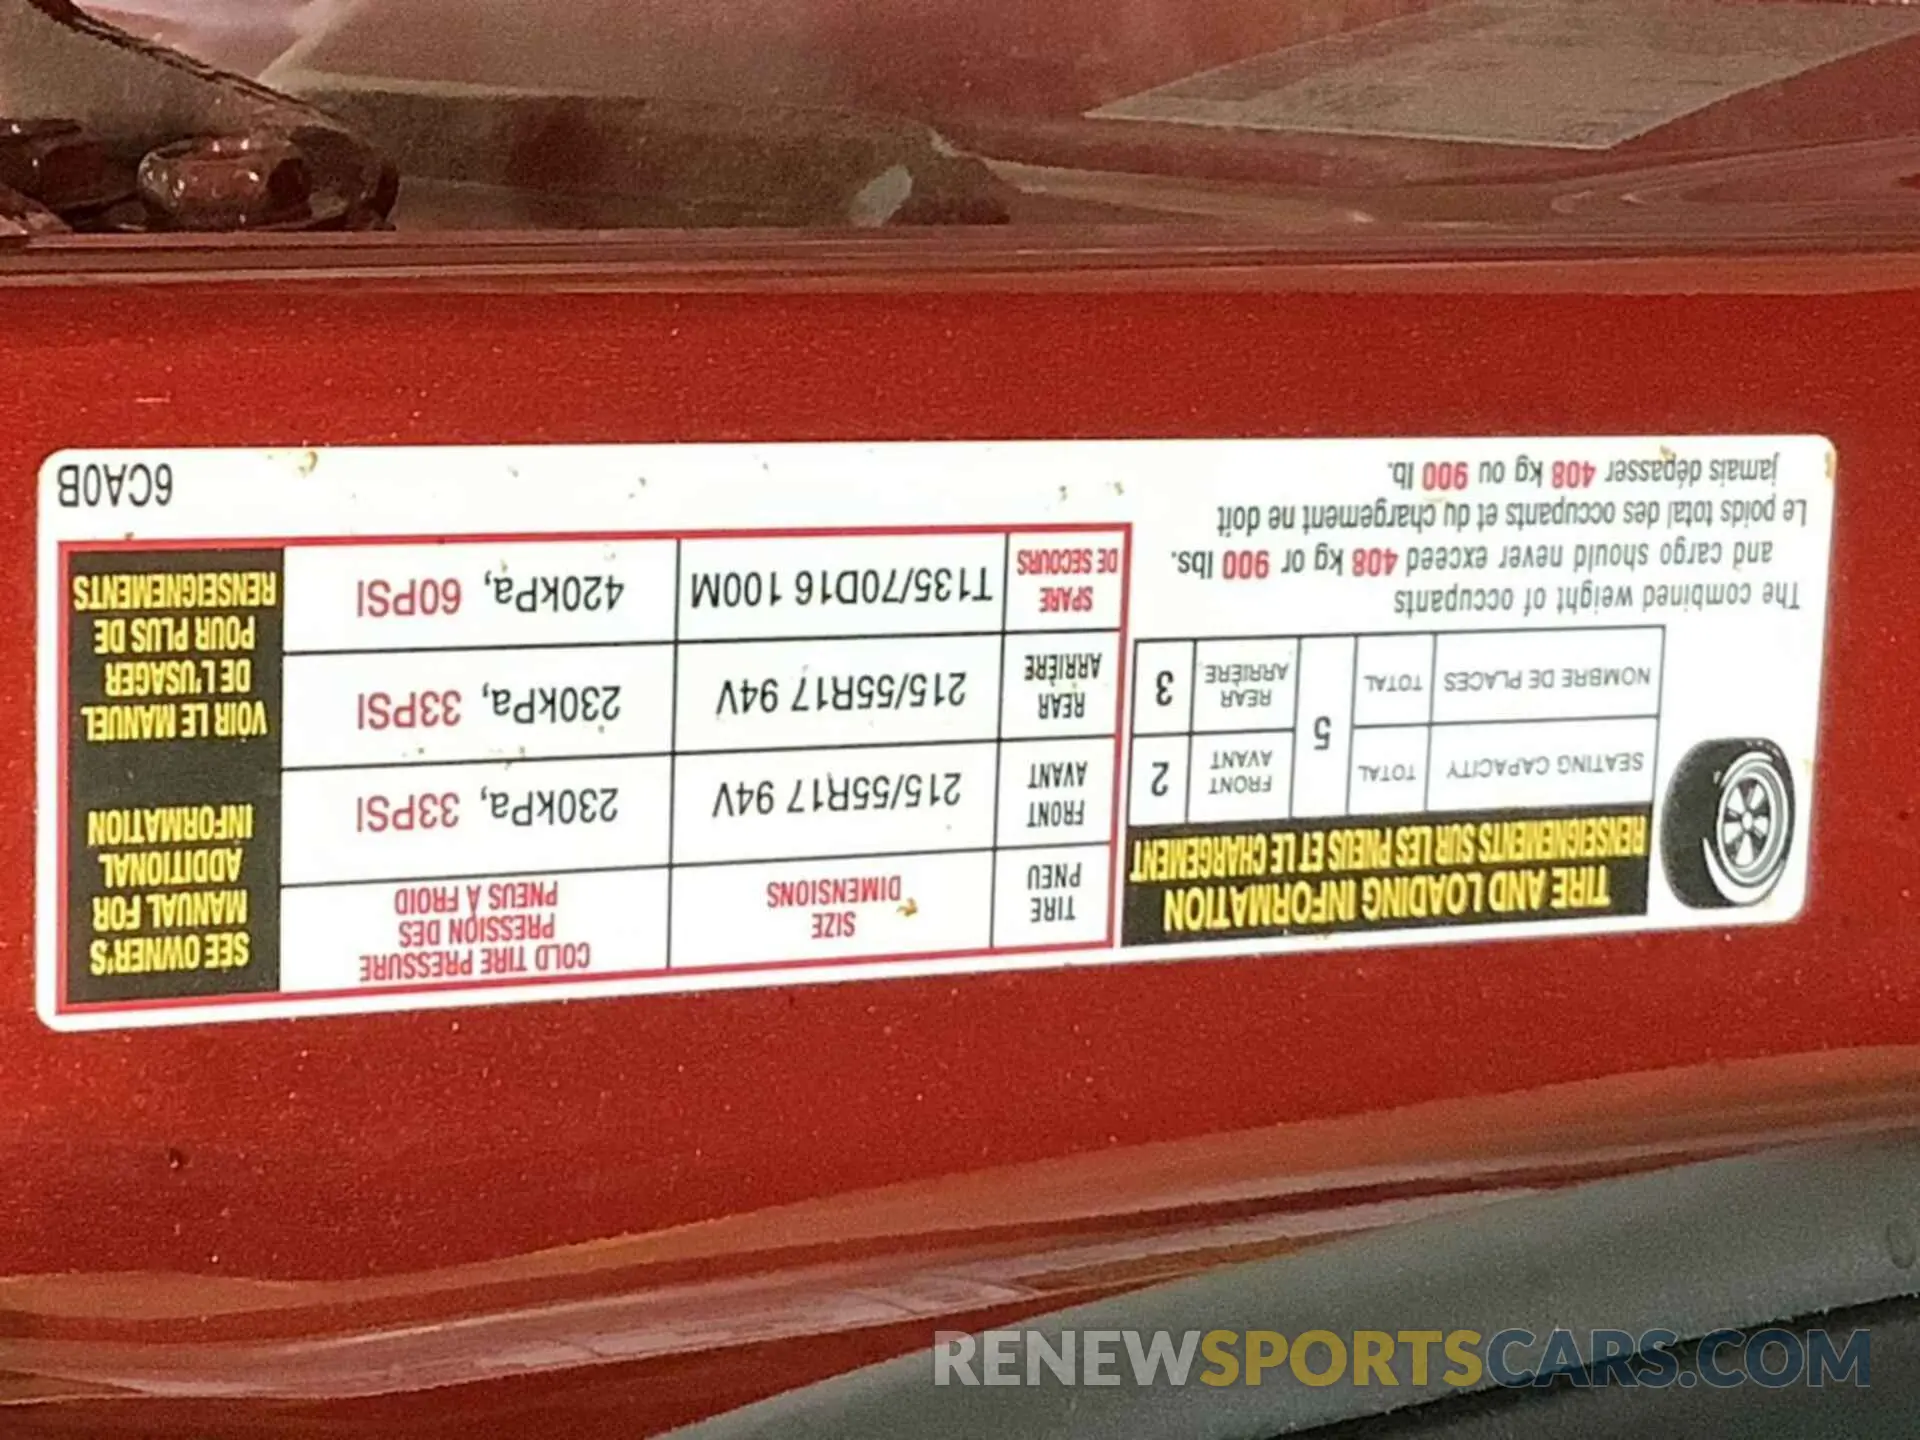 TIRE AND LOADING INFORMATION
RENSEIGNEMENTS SUR LES PNEUS ET LE CHARGEMENT
SEATING CAPACITY TOTAL 5 FRONT AVANT 2
NOMBRE DE PLACES TOTAL REAR ARRIÈRE 3
The combined weight of occupants
and cargo should never exceed 408 kg or 900 lbs.
Le poids total des occupants et du chargement ne doit
jamais dépasser 408 kg ou 900 lb.
TIRE
PNEU
SIZE
DIMENSIONS
COLD TIRE PRESSURE
PRESSION DES
PNEUS À FROID
FRONT
AVANT
215/55R17 94V
230kPa, 33PSI
REAR
ARRIÈRE
215/55R17 94V
230kPa, 33PSI
SPARE
DE SECOURS
T135/70D16 100M
420kPa, 60PSI
SEE OWNER'S
MANUAL FOR
ADDITIONAL
INFORMATION
VOIR LE MANUEL
DE L'USAGER
POUR PLUS DE
RENSEIGNEMENTS
6CA0B
RENEWSPORTSCARS.COM